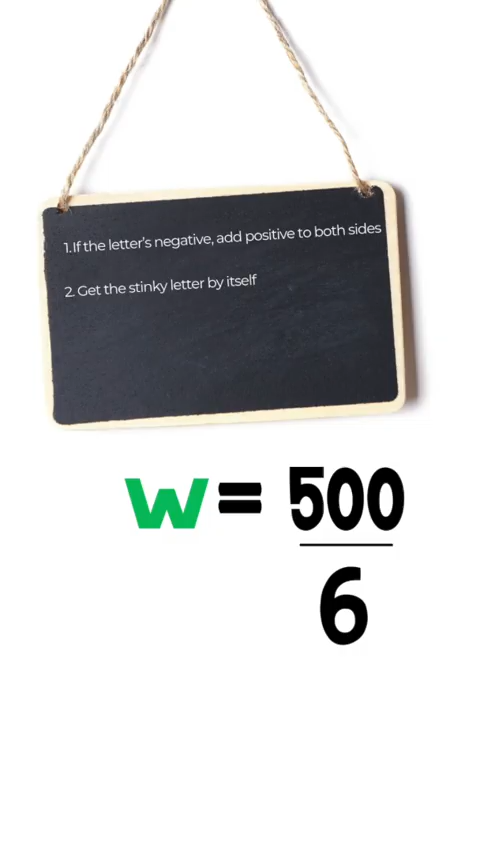 1.If the letter's negative, add positive to both sides
2. Get the stinky letter by itself
w = 500
6